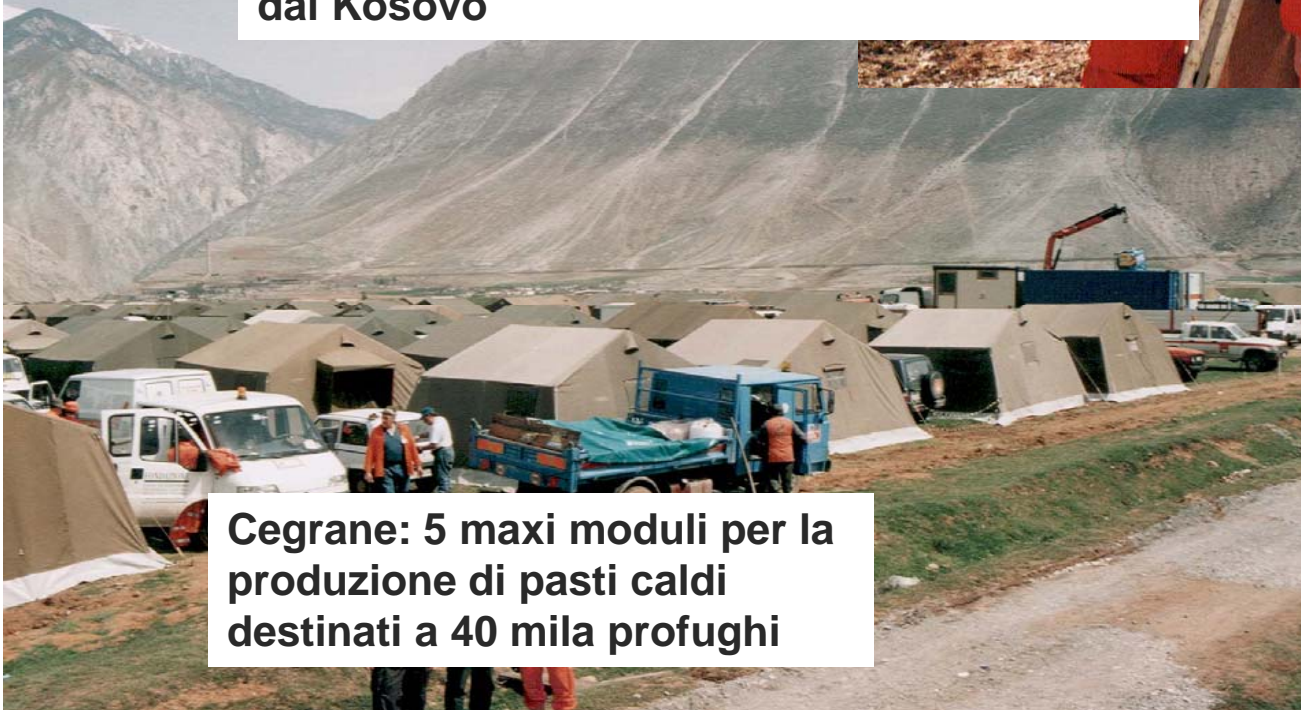 dal Kosovo
Cegrane: 5 maxi moduli per la
produzione di pasti caldi
destinati a 40 mila profughi